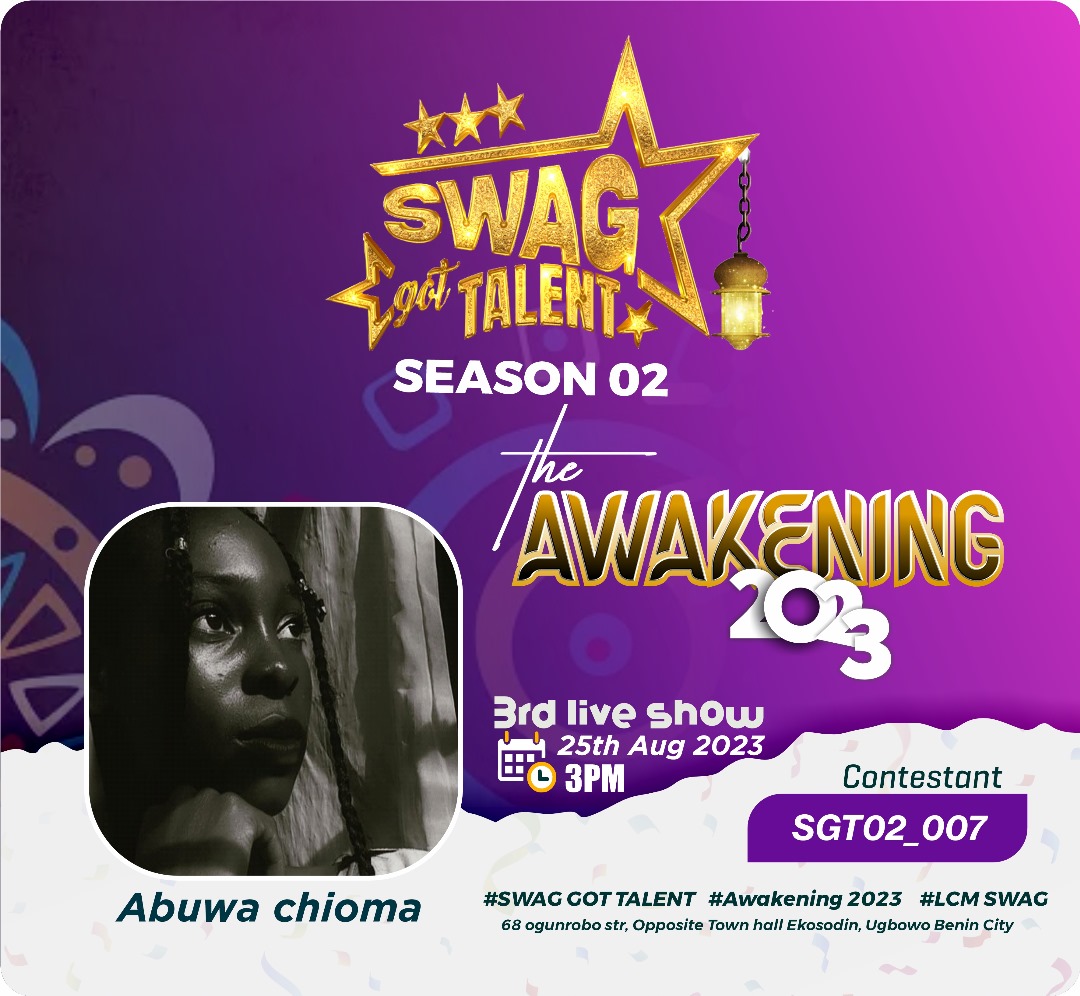 SWAG
got TALENT
SEASON 02
the
AWAKENING
2023
3rd live show
25th Aug 2023
3PM
Contestant
SGT02_007
Abuwa chioma
#SWAG GOT TALENT #Awakening 2023 #LCM SWAG
68 ogunrobo str, Opposite Town hall Ekosodin, Ugbowo Benin City